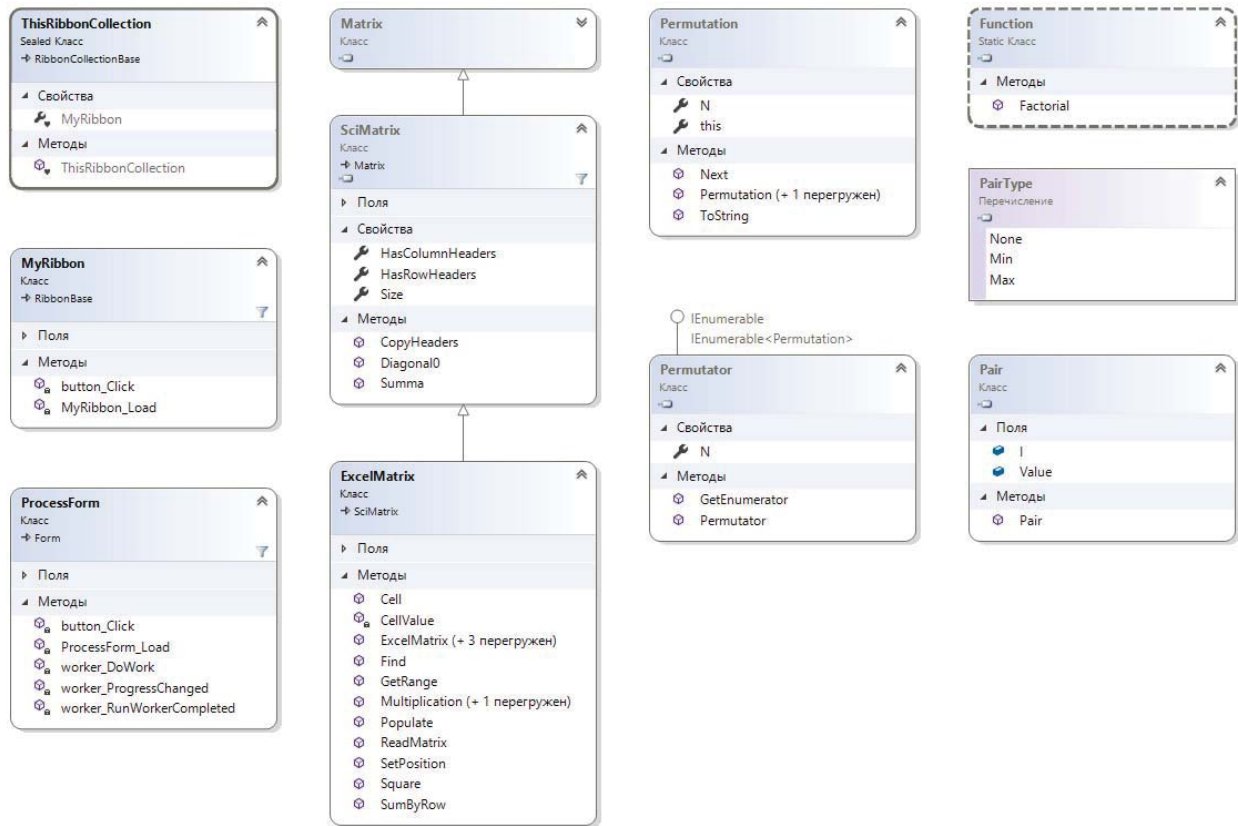 ThisRibbonCollection
Sealed Класс
RibbonCollectionBase
Свойства
MyRibbon
Методы
ThisRibbonCollection
MyRibbon
Класс
RibbonBase
Поля
Методы
button_Click
MyRibbon_Load
ProcessForm
Класс
Form
Поля
Методы
button_Click
ProcessForm_Load
worker_DoWork
worker_ProgressChanged
worker_RunWorkerCompleted
Matrix
Класс
SciMatrix
Класс
Matrix
Поля
Свойства
HasColumnHeaders
HasRowHeaders
Size
Методы
CopyHeaders
Diagonal0
Summa
ExcelMatrix
Класс
SciMatrix
Поля
Методы
Cell
CellValue
ExcelMatrix (+ 3 перегружен)
Find
GetRange
Multiplication (+ 1 перегружен)
Populate
ReadMatrix
SetPosition
Square
SumByRow
Permutation
Класс
Свойства
N
this
Методы
Next
Permutation (+ 1 перегружен)
ToString
IEnumerable
IEnumerable<Permutation>
Permutator
Класс
Свойства
N
Методы
GetEnumerator
Permutator
Function
Static Класс
Методы
Factorial
PairType
Перечисление
None
Min
Max
Pair
Класс
Поля
I
Value
Методы
Pair